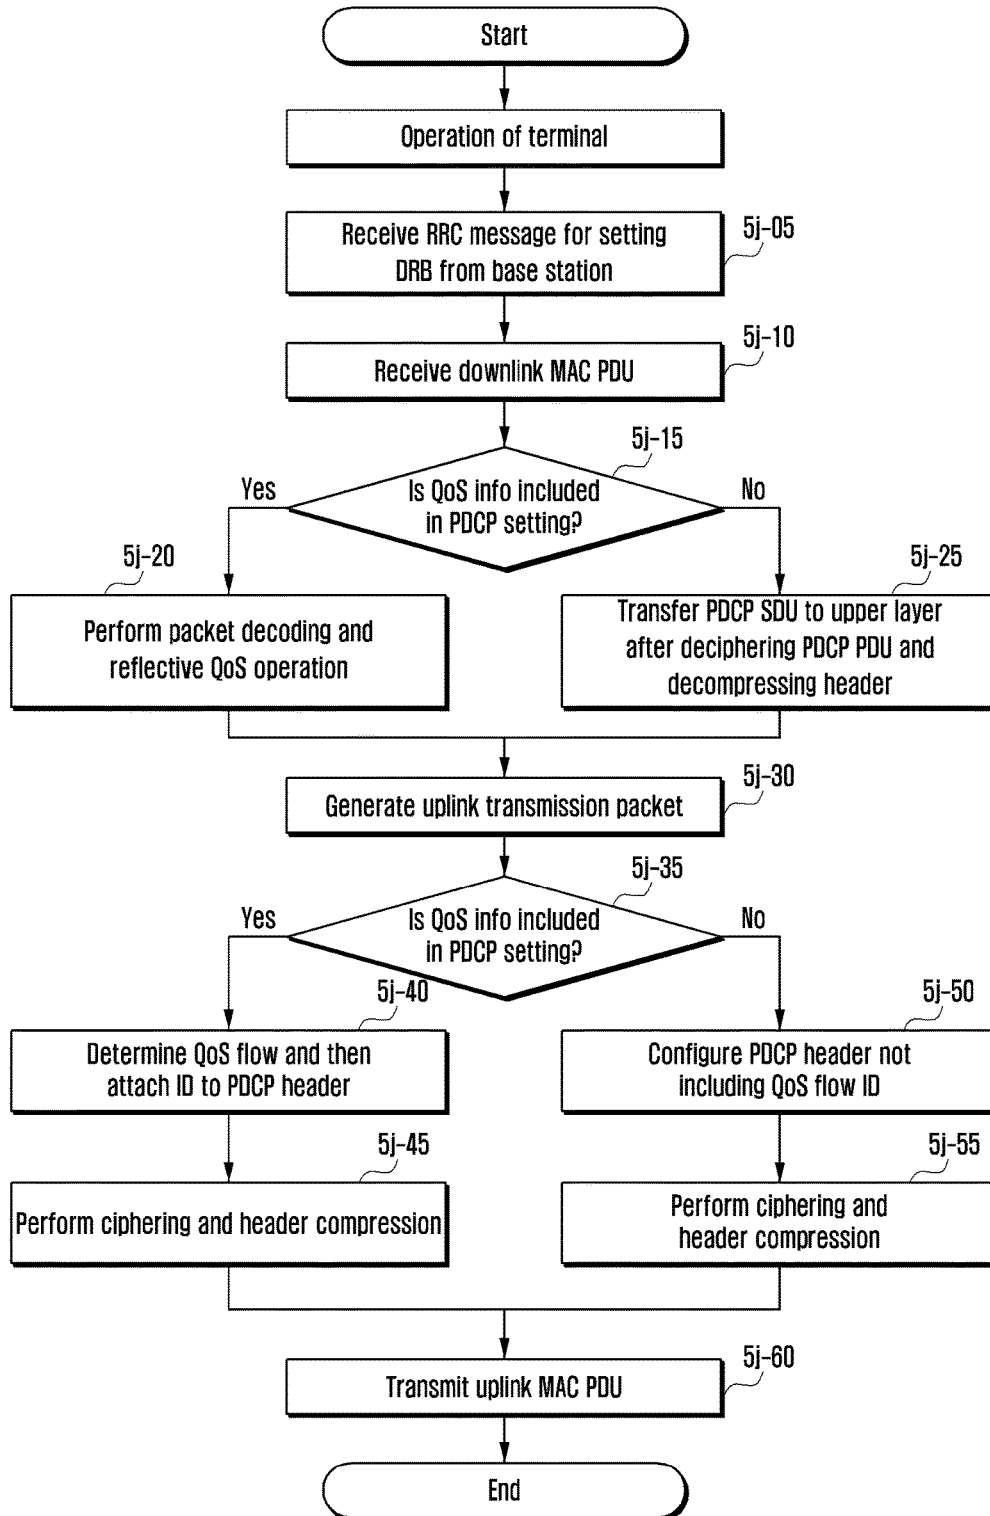 Start
Operation of terminal
5j-05
Receive RRC message for setting
DRB from base station
5j-10
Receive downlink MAC PDU
5j-15
Is QoS info included
in PDCP setting?
Yes
No
5j-20
Perform packet decoding and
reflective QoS operation
5j-25
Transfer PDCP SDU to upper layer
after deciphering PDCP PDU and
decompressing header
5j-30
Generate uplink transmission packet
5j-35
Is QoS info included
in PDCP setting?
Yes
No
5j-40
Determine QoS flow and then
attach ID to PDCP header
5j-50
Configure PDCP header not
including QoS flow ID
5j-45
Perform ciphering and header compression
5j-55
Perform ciphering and
header compression
5j-60
Transmit uplink MAC PDU
End